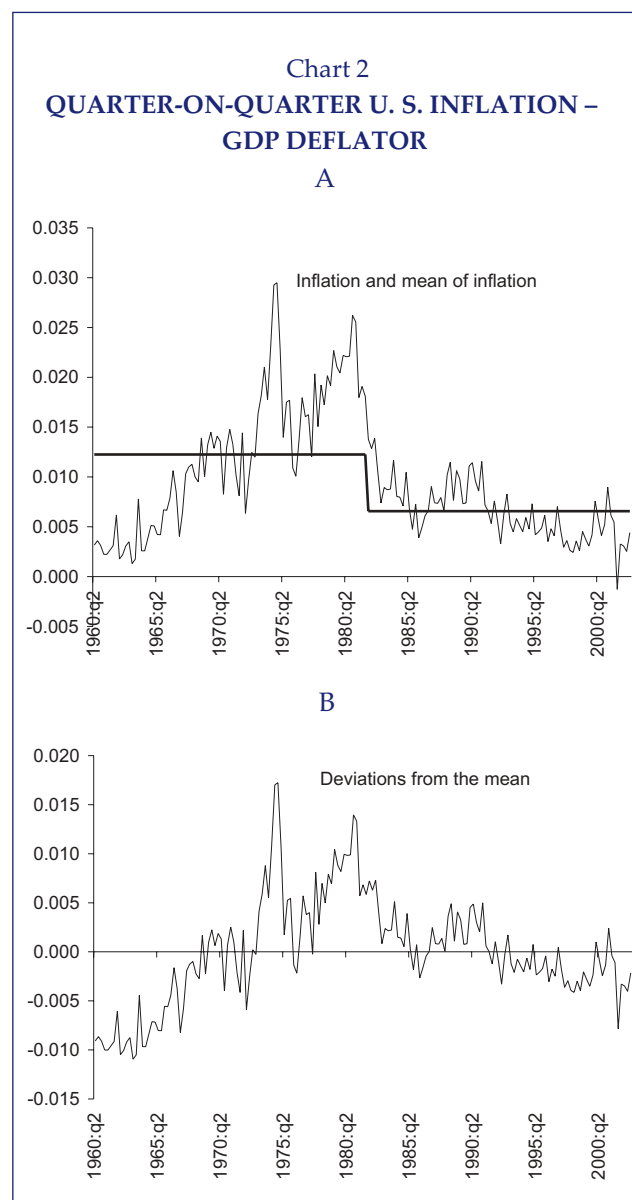 Chart 2
QUARTER-ON-QUARTER U. S. INFLATION –
GDP DEFLATOR
A
0.035
0.030
Inflation and mean of inflation
0.025
0.020
0.015
0.010
0.005
0.000
-0.005
1960:q2
1965:q2
1970:q2
1975:q2
1980:q2
1985:q2
1990:q2
1995:q2
2000:q2
B
0.020
Deviations from the mean
0.015
0.010
0.005
0.000
-0.005
-0.010
-0.015
1960:q2
1965:q2
1970:q2
1975:q2
1980:q2
1985:q2
1990:q2
1995:q2
2000:q2